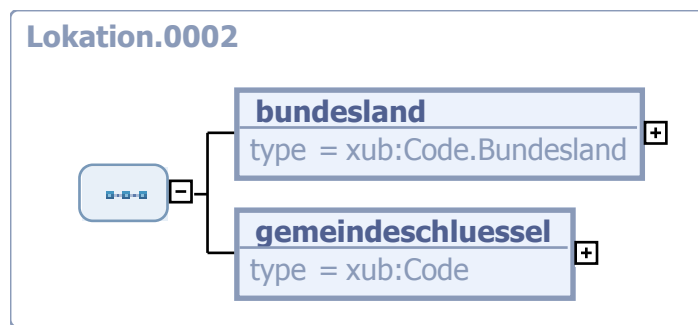 Lokation.0002
bundesland
type = xub:Code.Bundesland
gemeindeschluessel
type = xub:Code